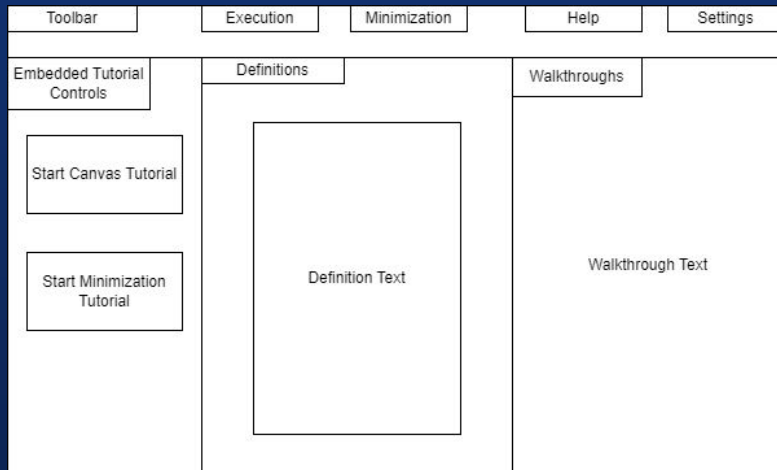 Toolbar
Execution
Minimization
Help
Settings
Embedded Tutorial
Controls
Start Canvas Tutorial
Start Minimization
Tutorial
Definitions
Definition Text
Walkthroughs
Walkthrough Text